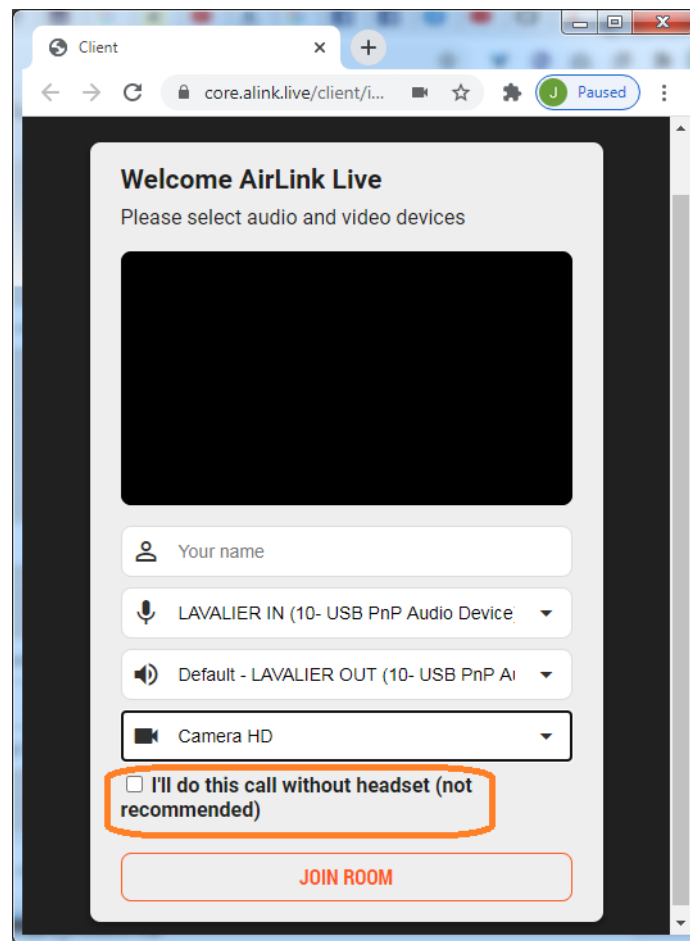 Client
core.alink.live/client/i...
J
Paused
Welcome AirLink Live
Please select audio and video devices
Your name
LAVALIER IN (10- USB PnP Audio Device)
Default - LAVALIER OUT (10- USB PnP Au
Camera HD
I'll do this call without headset (not
recommended)
JOIN ROOM